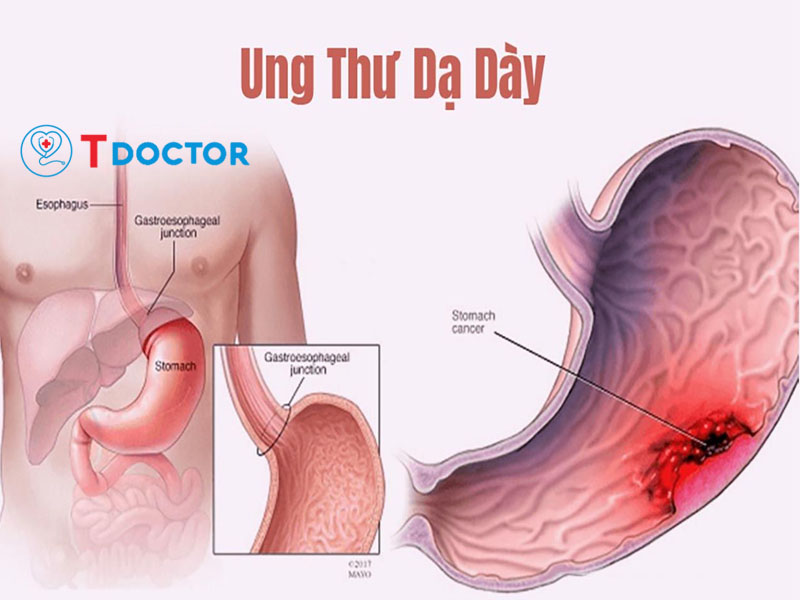 Ung Thư Dạ Dày
T DOCTOR
Esophagus
Gastroesophageal
junction
Stomach
Gastroesophageal
junction
©2017
MAYO
Stomach
cancer